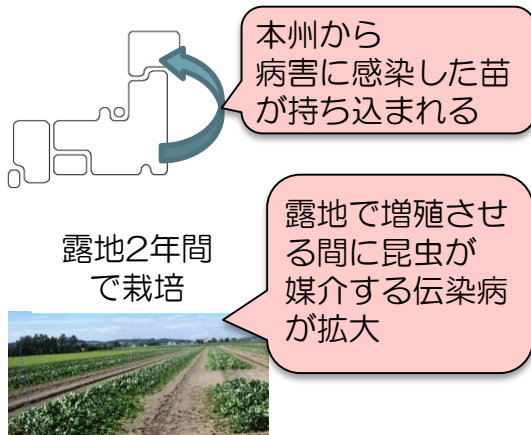 本州から
病害に感染した苗
が持ち込まれる
露地2年間
で栽培
露地で増殖させ
る間に昆虫が
媒介する伝染病
が拡大